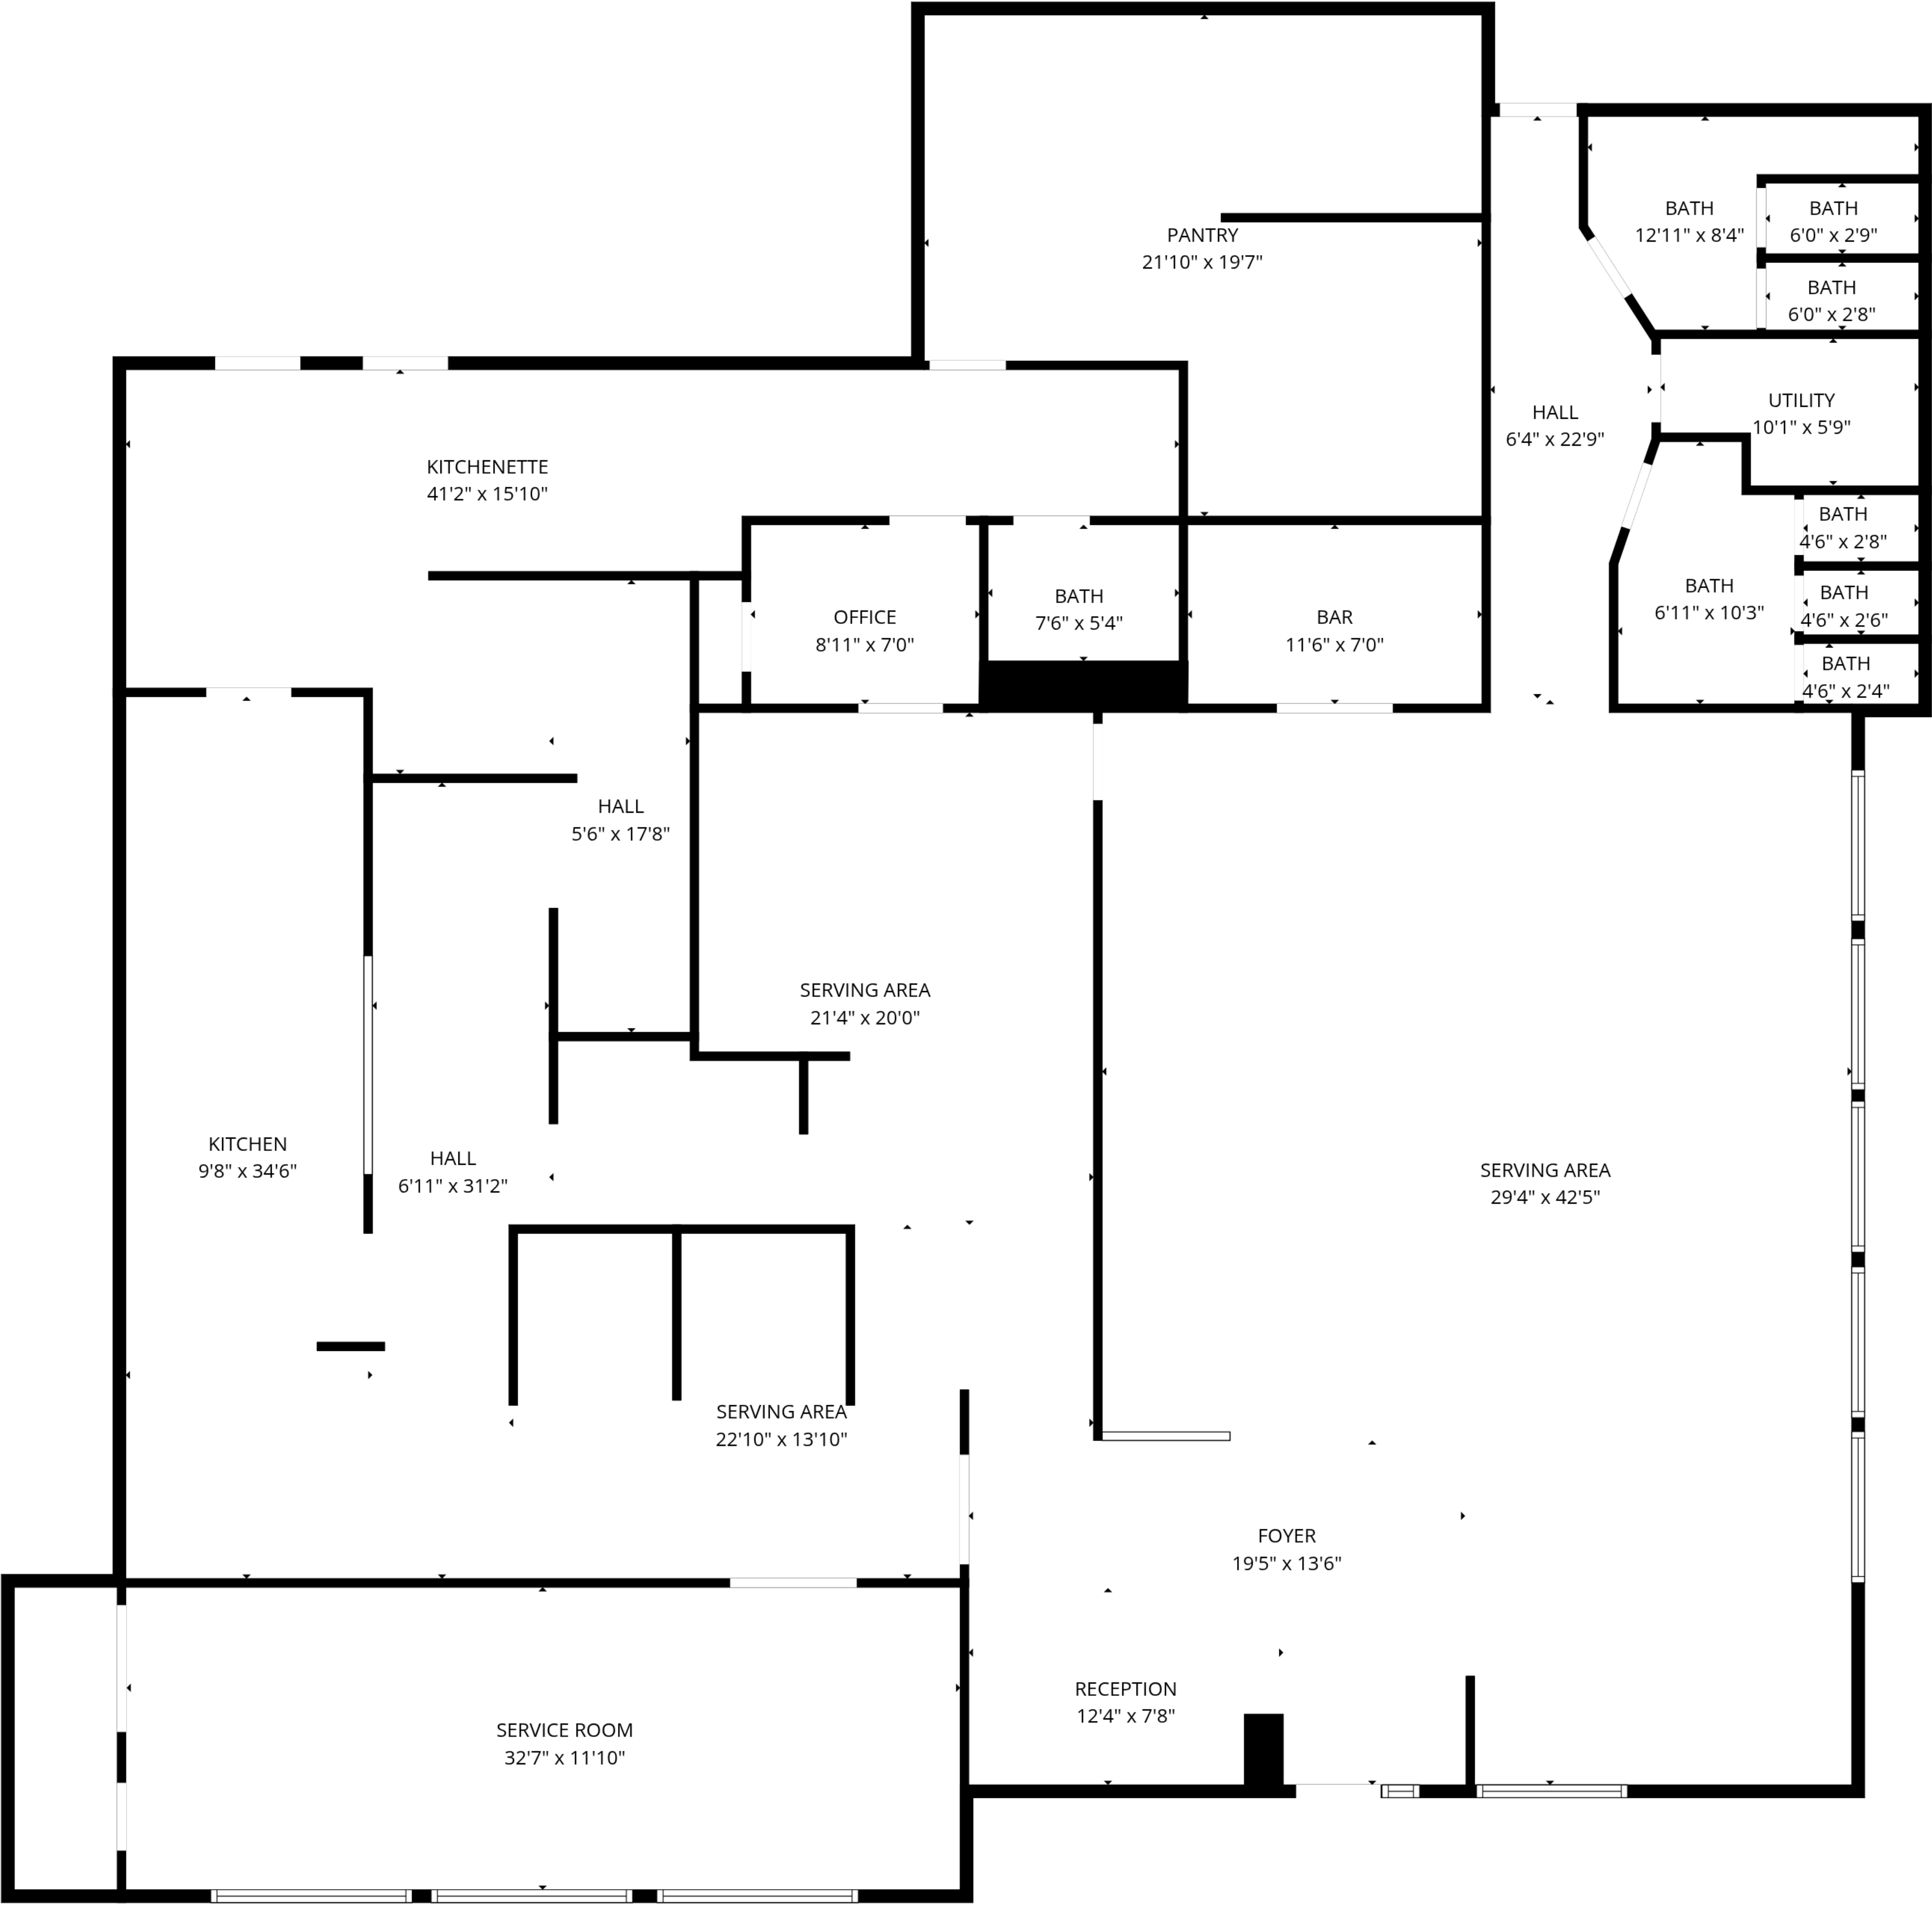 BATH
12'11" x 8'4"
BATH
6'0" x 2'9"
PANTRY
21'10" x 19'7"
BATH
6'0" x 2'8"
UTILITY
10'1" x 5'9"
HALL
6'4" x 22'9"
KITCHENETTE
41'2" x 15'10"
BATH
4'6" x 2'8"
BATH
6'11" x 10'3"
BATH
4'6" x 2'6"
BATH
7'6" x 5'4"
OFFICE
8'11" x 7'0"
BAR
11'6" x 7'0"
BATH
4'6" x 2'4"
HALL
5'6" x 17'8"
SERVING AREA
21'4" x 20'0"
KITCHEN
9'8" x 34'6"
HALL
6'11" x 31'2"
SERVING AREA
29'4" x 42'5"
SERVING AREA
22'10" x 13'10"
FOYER
19'5" x 13'6"
RECEPTION
12'4" x 7'8"
SERVICE ROOM
32'7" x 11'10"